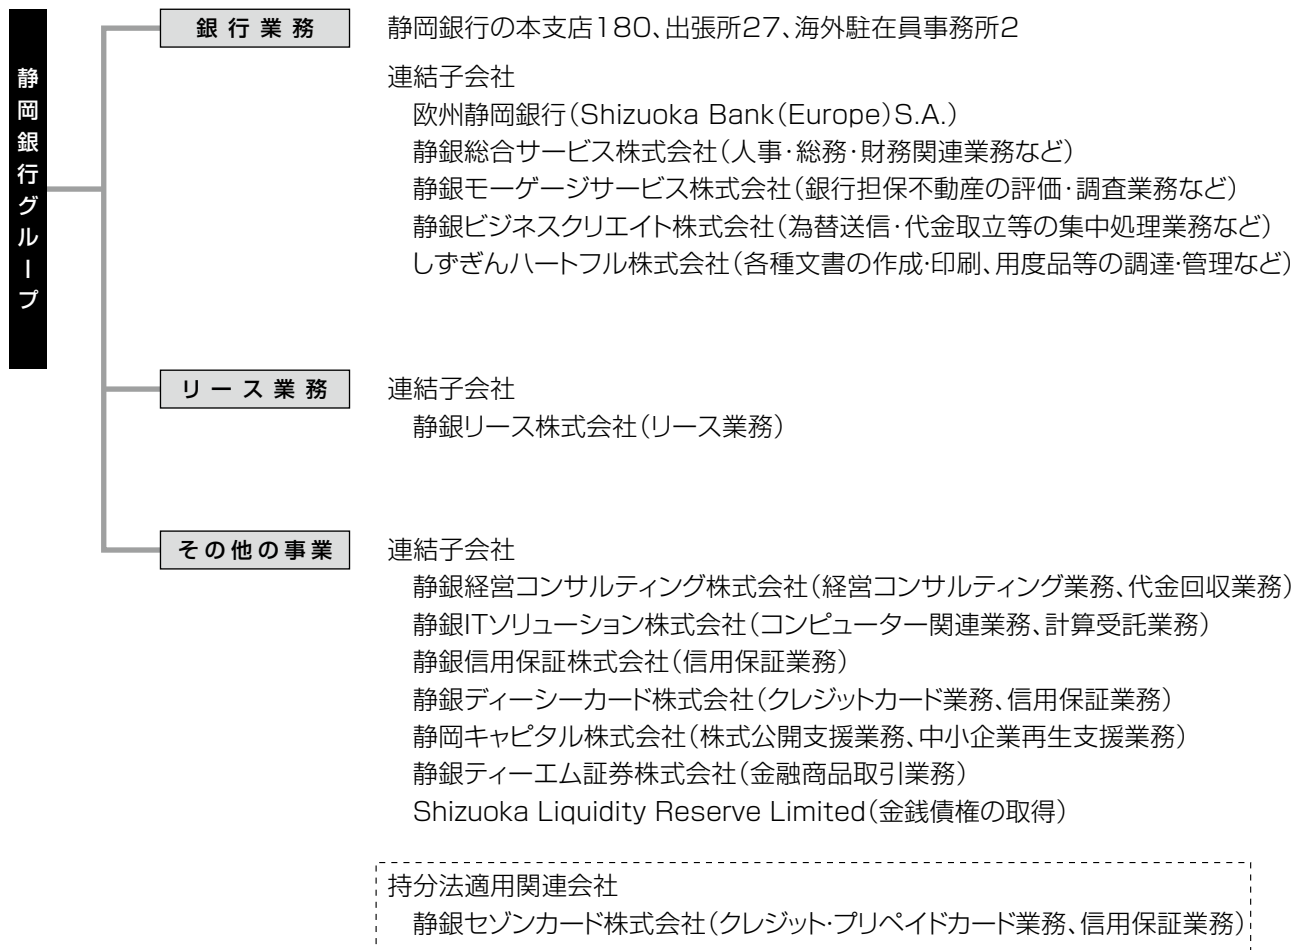 静岡銀行グループ
銀行業務
静岡銀行の本支店180、出張所27、海外駐在員事務所2
連結子会社
欧州静岡銀行(Shizuoka Bank(Europe)S.A.)
静銀総合サービス株式会社(人事・総務・財務関連業務など)
静銀モーゲージサービス株式会社(銀行担保不動産の評価・調査業務など)
静銀ビジネスクリエイト株式会社(為替送信・代金取立等の集中処理業務など)
しずぎんハートフル株式会社(各種文書の作成・印刷、用度品等の調達・管理など)
リース業務
連結子会社
静銀リース株式会社(リース業務)
その他の事業
連結子会社
静銀経営コンサルティング株式会社(経営コンサルティング業務、代金回収業務)
静銀ITソリューション株式会社(コンピューター関連業務、計算受託業務)
静銀信用保証株式会社(信用保証業務)
静銀ディーシーカード株式会社(クレジットカード業務、信用保証業務)
静岡キャピタル株式会社(株式公開支援業務、中小企業再生支援業務)
静銀ティーエム証券株式会社(金融商品取引業務)
Shizuoka Liquidity Reserve Limited(金銭債権の取得)
持分法適用関連会社
静銀セゾンカード株式会社(クレジット・プリペイドカード業務、信用保証業務)